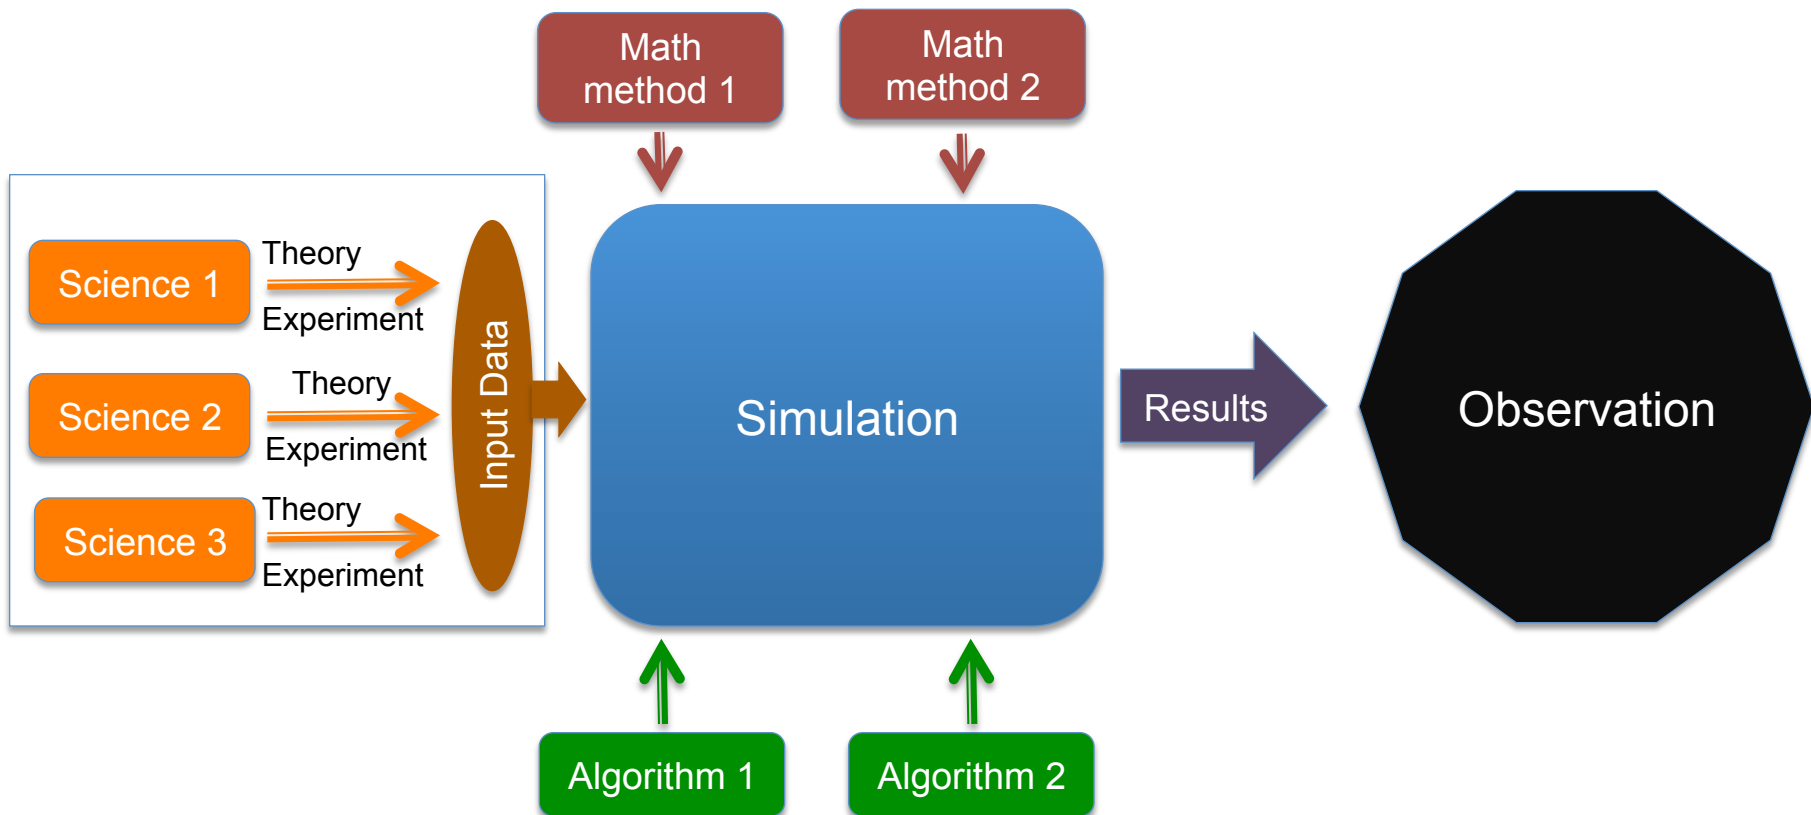 Math
method 1
Math
method 2
Science 1
Theory
Experiment
Science 2
Theory
Experiment
Science 3
Theory
Experiment
Input Data
Simulation
Results
Observation
Algorithm 1
Algorithm 2